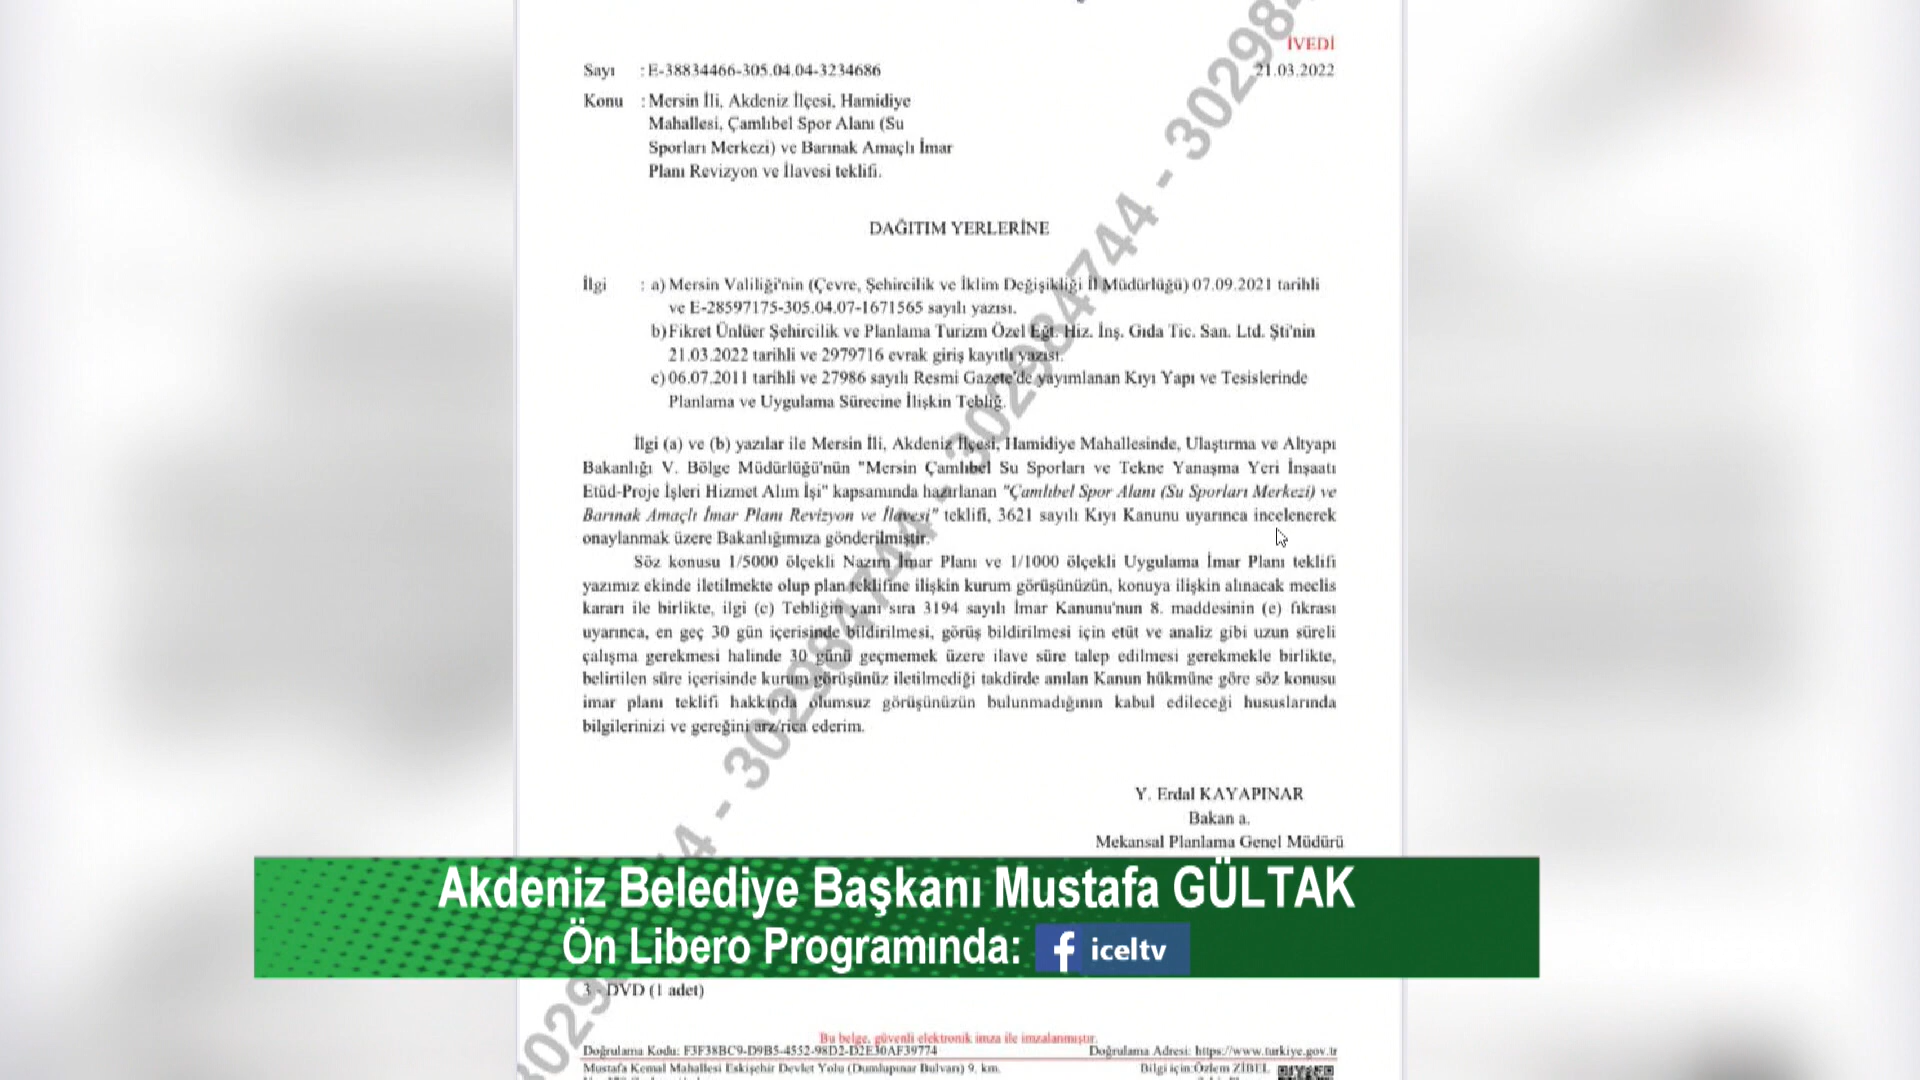 İVEDİ
Sayı : E-38834466-305.04.04-3234686 21.03.2022
Konu : Mersin İli, Akdeniz İlçesi, Hamidiye
Mahallesi, Çamlıbel Spor Alanı (Su
Sporları Merkezi) ve Barınak Amaçlı İmar
Planı Revizyon ve İlavesi teklifi.
DAĞITIM YERLERİNE
İlgi : a) Mersin Valiliği'nin (Çevre, Şehircilik ve İklim Değişikliği İl Müdürlüğü) 07.09.2021 tarihli
ve E-28597175-305.04.07-1671565 sayılı yazısı.
b) Fikret Ünlüer Şehircilik ve Planlama Turizm Özel Eğt. Hiz. İnş. Gıda Tic. San. Ltd. Şti'nin
21.03.2022 tarihli ve 2979716 evrak giriş kayıtlı yazısı.
c) 06.07.2011 tarihli ve 27986 sayılı Resmi Gazete'de yayımlanan Kıyı Yapı ve Tesislerinde
Planlama ve Uygulama Sürecine İlişkin Tebliğ.
İlgi (a) ve (b) yazılar ile Mersin İli, Akdeniz İlçesi, Hamidiye Mahallesinde, Ulaştırma ve Altyapı
Bakanlığı V. Bölge Müdürlüğü'nün "Mersin Çamlıbel Su Sporları ve Tekne Yanaşma Yeri İnşaatı
Etüd-Proje İşleri Hizmet Alım İşi" kapsamında hazırlanan "Çamlıbel Spor Alanı (Su Sporları Merkezi) ve
Barınak Amaçlı İmar Planı Revizyon ve İlavesi" teklifi, 3621 sayılı Kıyı Kanunu uyarınca incelenerek
onaylanmak üzere Bakanlığımıza gönderilmiştir.
Söz konusu 1/5000 ölçekli Nazım İmar Planı ve 1/1000 ölçekli Uygulama İmar Planı teklifi
yazımız ekinde iletilmekte olup plan teklifine ilişkin kurum görüşünüzün, konuya ilişkin alınacak meclis
kararı ile birlikte, ilgi (c) Tebliğin yanı sıra 3194 sayılı İmar Kanunu'nun 8. maddesinin (e) fıkrası
uyarınca, en geç 30 gün içerisinde bildirilmesi, görüş bildirilmesi için etüt ve analiz gibi uzun süreli
çalışma gerekmesi halinde 30 günü geçmemek üzere ilave süre talep edilmesi gerekmekle birlikte,
belirtilen süre içerisinde kurum görüşünüz iletilmediği takdirde anılan Kanun hükmüne göre söz konusu
imar planı teklifi hakkında olumsuz görüşünüzün bulunmadığının kabul edileceği hususlarında
bilgilerinizi ve gereğini arz/rica ederim.
Y. Erdal KAYAPINAR
Bakan a.
Mekansal Planlama Genel Müdürü
Akdeniz Belediye Başkanı Mustafa GÜLTAK
Ön Libero Programında: f iceltv
3 - DVD (1 adet)
Bu belge, güvenli elektronik imza ile imzalanmıştır.
Doğrulama Kodu: F3F38BC9-D9B5-4552-98D2-D2E30AF39774 Doğrulama Adresi: https://www.turkiye.gov.tr
Mustafa Kemal Mahallesi Eskişehir Devlet Yolu (Dumlupınar Bulvarı) 9. km. Bilgi için:Özlem ZİBEL
30298474 - 302984744 - 302984744 - 302984744 - 30298